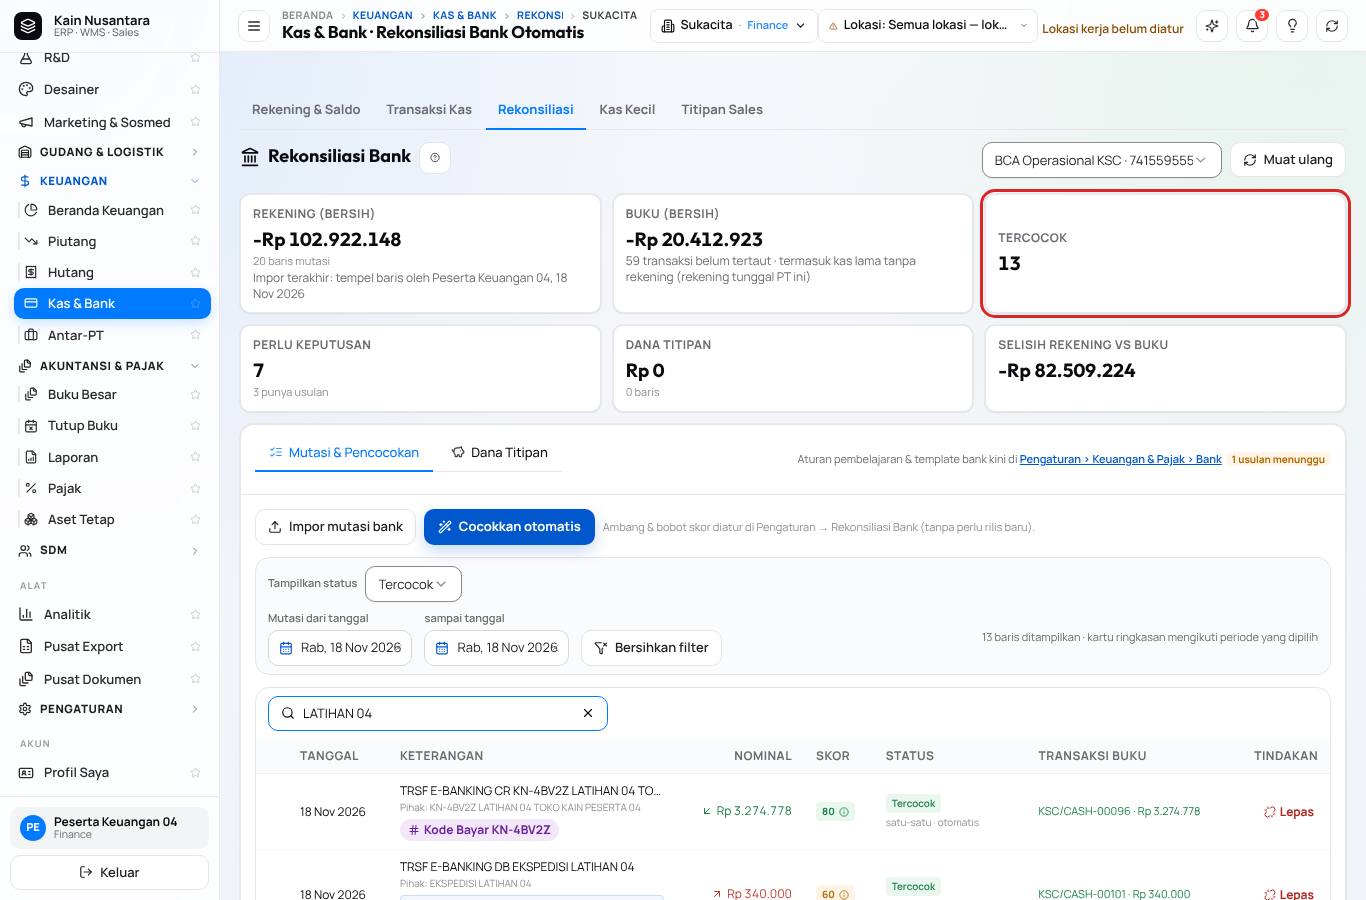 Kain Nusantara
ERP · WMS · Sales
R&D
Desainer
Marketing & Sosmed
GUDANG & LOGISTIK
KEUANGAN
Beranda Keuangan
Piutang
Hutang
Kas & Bank
Antar-PT
AKUNTANSI & PAJAK
Buku Besar
Tutup Buku
Laporan
Pajak
Aset Tetap
SDM
ALAT
Analitik
Pusat Export
Pusat Dokumen
PENGATURAN
AKUN
Profil Saya
PE Peserta Keuangan 04
Finance
Keluar
BERANDA › KEUANGAN › KAS & BANK › REKONSI › SUKACITA
Kas & Bank · Rekonsiliasi Bank Otomatis
Sukacita · Finance
Lokasi: Semua lokasi — lok...
Lokasi kerja belum diatur
3
Rekening & Saldo Transaksi Kas Rekonsiliasi Kas Kecil Titipan Sales
Rekonsiliasi Bank
BCA Operasional KSC · 741559555
Muat ulang
REKENING (BERSIH)
-Rp 102.922.148
20 baris mutasi
Impor terakhir: tempel baris oleh Peserta Keuangan 04, 18
Nov 2026
BUKU (BERSIH)
-Rp 20.412.923
59 transaksi belum tertaut · termasuk kas lama tanpa
rekening (rekening tunggal PT ini)
TERCOCOK
13
PERLU KEPUTUSAN
7
3 punya usulan
DANA TITIPAN
Rp 0
0 baris
SELISIH REKENING VS BUKU
-Rp 82.509.224
Mutasi & Pencocokan Dana Titipan
Aturan pembelajaran & template bank kini di Pengaturan › Keuangan & Pajak › Bank 1 usulan menunggu
Impor mutasi bank Cocokkan otomatis Ambang & bobot skor diatur di Pengaturan → Rekonsiliasi Bank (tanpa perlu rilis baru).
Tampilkan status Tercocok
Mutasi dari tanggal sampai tanggal
Rab, 18 Nov 2026 Rab, 18 Nov 2026 Bersihkan filter
13 baris ditampilkan · kartu ringkasan mengikuti periode yang dipilih
LATIHAN 04
TANGGAL KETERANGAN NOMINAL SKOR STATUS TRANSAKSI BUKU TINDAKAN
TRSF E-BANKING CR KN-4BV2Z LATIHAN 04 TO...
Pihak: KN-4BV2Z LATIHAN 04 TOKO KAIN PESERTA 04
Kode Bayar KN-4BV2Z
18 Nov 2026 Rp 3.274.778 80 Tercocok
satu-satu · otomatis
KSC/CASH-00096 · Rp 3.274.778 Lepas
TRSF E-BANKING DB EKSPEDISI LATIHAN 04
Pihak: EKSPEDISI LATIHAN 04
18 Nov 2026 Rp 340.000 60 Tercocok
KSC/CASH-00101 · Rp 340.000 Lepas